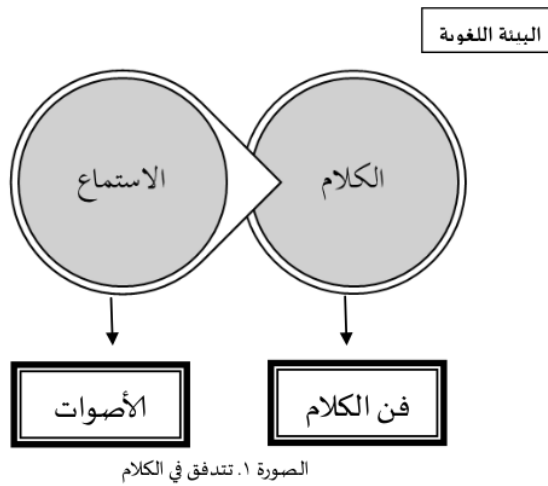 البيئة اللغوية
الكلام
الاستماع
فن الكلام
الأصوات
الصورة ١. تتدفق في الكلام